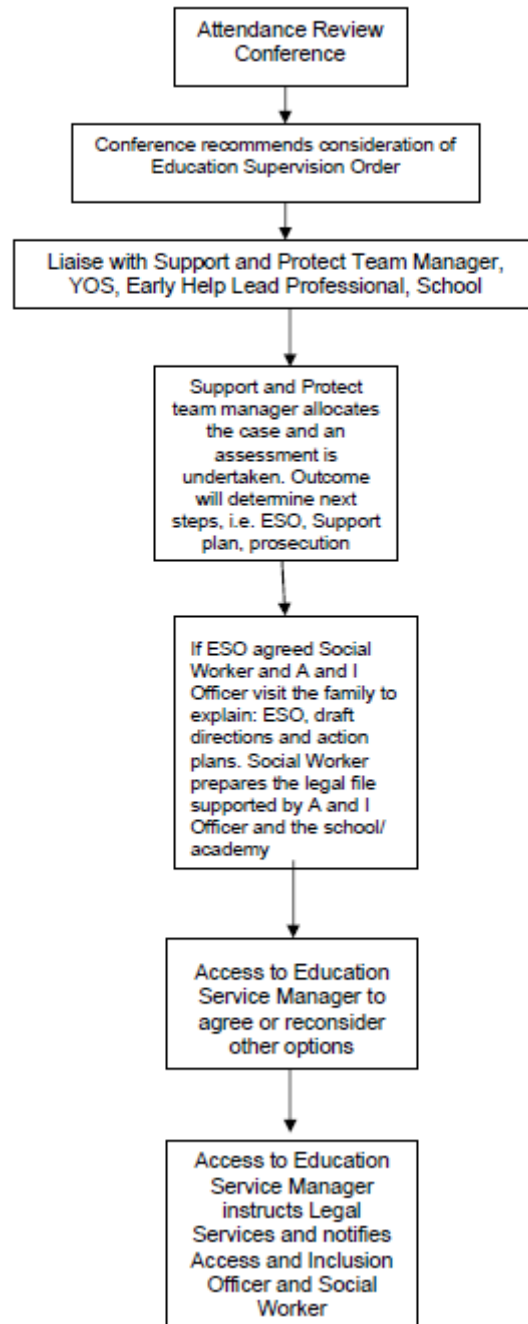 Attendance Review
Conference
Conference recommends consideration of
Education Supervision Order
Liaise with Support and Protect Team Manager,
YOS, Early Help Lead Professional, School
Support and Protect
team manager allocates
the case and an
assessment is
undertaken. Outcome
will determine next
steps, i.e. ESO, Support
plan, prosecution
If ESO agreed Social
Worker and A and I
Officer visit the family to
explain: ESO, draft
directions and action
plans. Social Worker
prepares the legal file
supported by A and I
Officer and the school/
academy
Access to Education
Service Manager to
agree or reconsider
other options
Access to Education
Service Manager
instructs Legal
Services and notifies
Access and Inclusion
Officer and Social
Worker